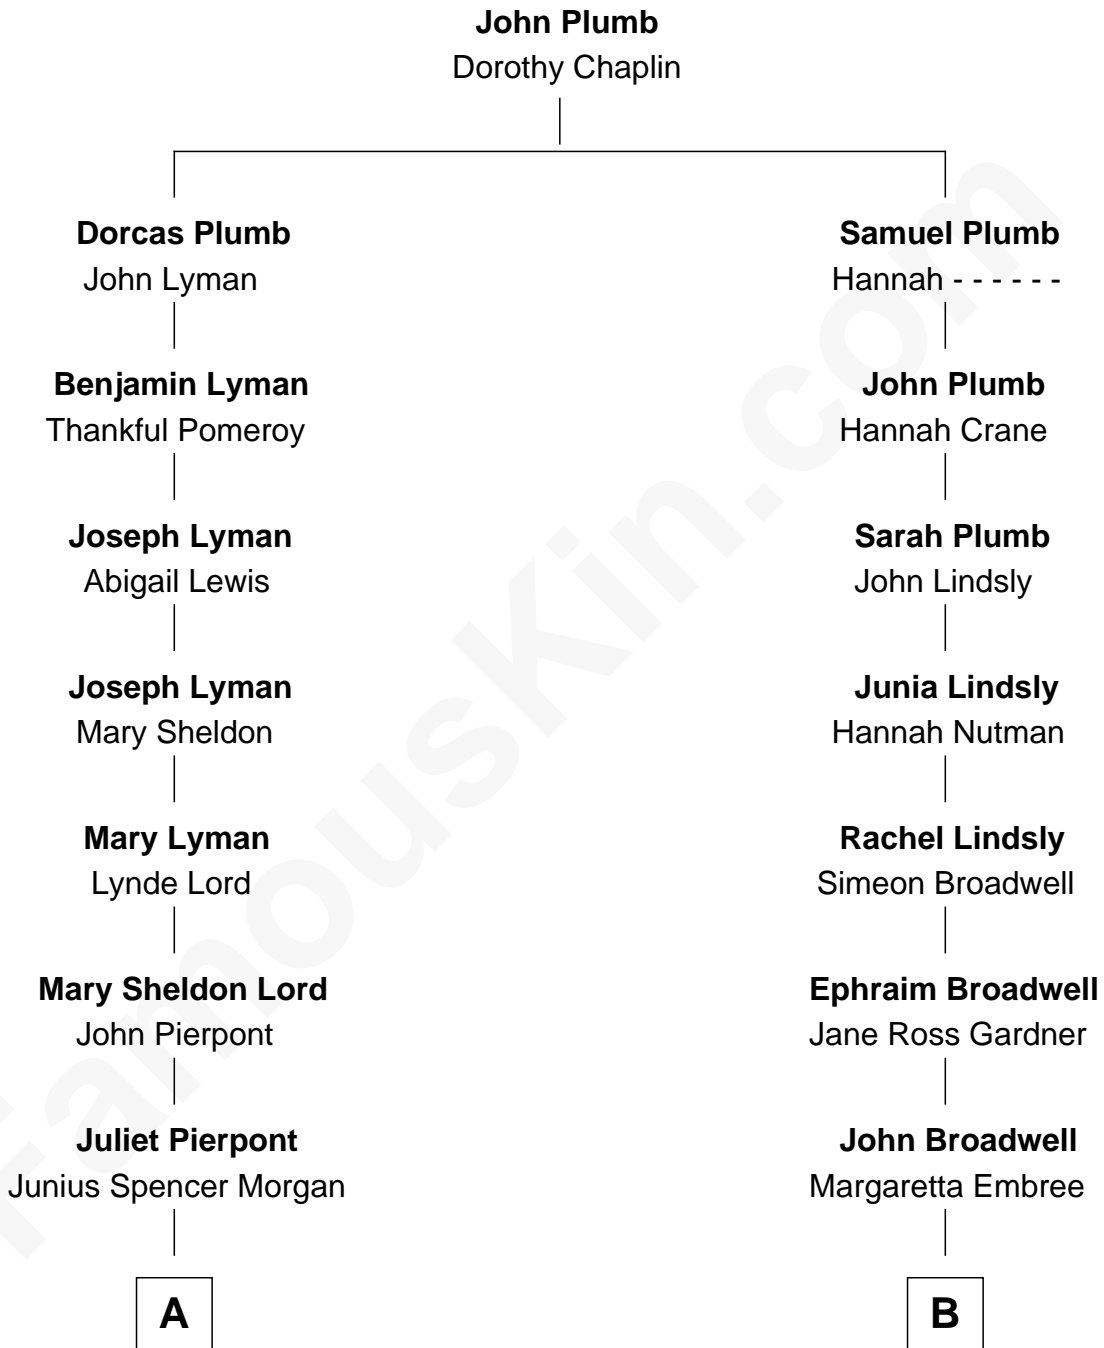 John Plumb
Dorothy Chaplin
Dorcas Plumb
John Lyman
Samuel Plumb
Hannah - - - - - -
Benjamin Lyman
Thankful Pomeroy
John Plumb
Hannah Crane
Joseph Lyman
Abigail Lewis
Sarah Plumb
John Lindsly
Joseph Lyman
Mary Sheldon
Junia Lindsly
Hannah Nutman
Mary Lyman
Lynde Lord
Rachel Lindsly
Simeon Broadwell
Mary Sheldon Lord
John Pierpont
Ephraim Broadwell
Jane Ross Gardner
Juliet Pierpont
Junius Spencer Morgan
John Broadwell
Margaretta Embree
A
B
FamousKin.com